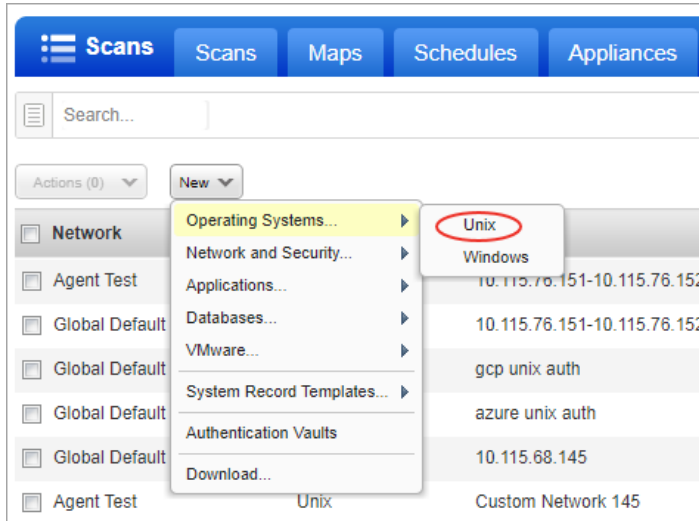 Scans Scans Maps Schedules Appliances
Search...
Actions (0) New
Network
Operating Systems...
Network and Security...
Applications...
Databases...
VMware...
System Record Templates...
Authentication Vaults
Download...
Unix
Windows
Agent Test 10.115.76.151-10.115.76.152
Global Default 10.115.76.151-10.115.76.152
Global Default gcp unix auth
Global Default azure unix auth
Global Default 10.115.68.145
Agent Test Unix Custom Network 145